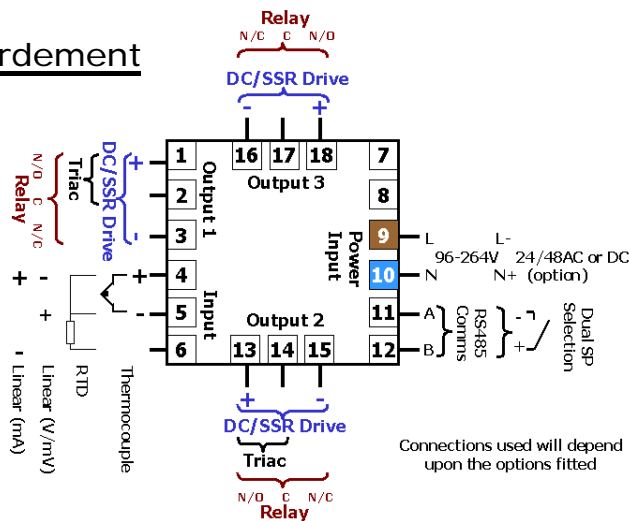 rdement
Relay
N/C C N/O
DC/SSR Drive
- +
16 17 18
Output 3
1
2
3
4
5
6
Output 1
Input
+ DC/SSR Drive -
Triac
N/O C N/C
Relay
+ -
- +
Thermocouple
RTD
Linear (V/mV)
+ - Linear (mA)
7
8
9
10
11
12
Power Input
L L-
96-264V 24/48AC or DC
N N+ (option)
A
B
RS485 Comms
- +
Dual SP Selection
Output 2
13 14 15
+ -
DC/SSR Drive
Triac
N/O C N/C
Relay
Connections used will depend
upon the options fitted